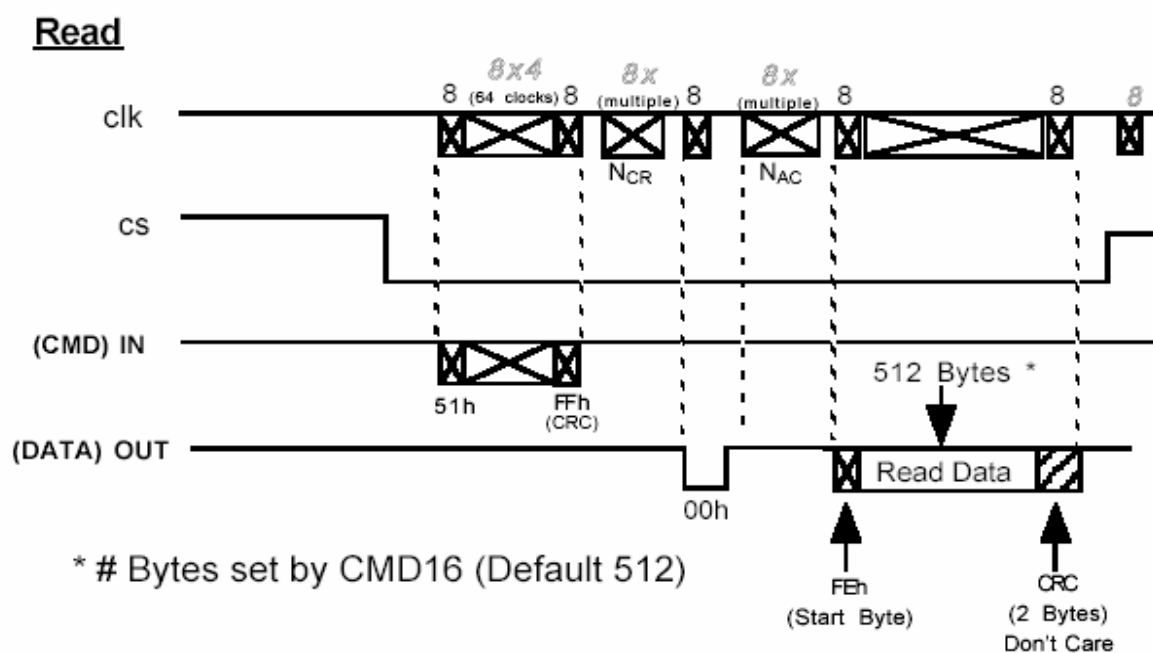 Read
8x4 8x 8x
8 (64 clocks) 8 (multiple) 8 (multiple) 8 8 8
clk
NCR NAC
cs
(CMD) IN
512 Bytes *
51h FFh
(CRC)
(DATA) OUT
Read Data
00h
* # Bytes set by CMD16 (Default 512)
FEh CRC
(Start Byte) (2 Bytes)
Don't Care